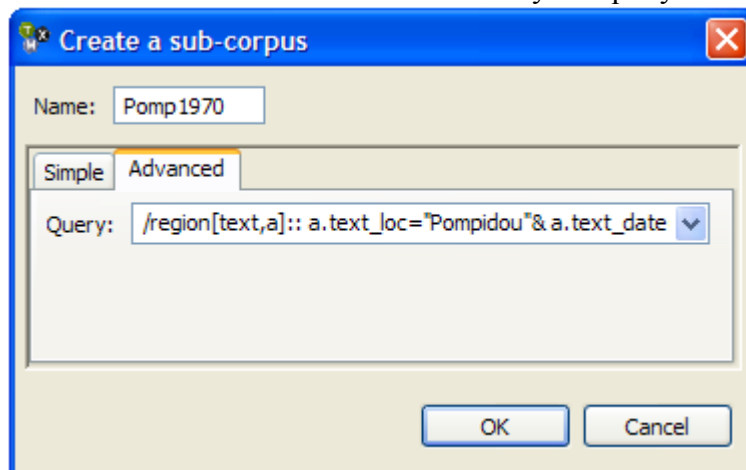 Create a sub-corpus
Name: Pomp1970
Simple Advanced
Query: /region[text,a]:: a.text_loc="Pompidou"& a.text_date
OK Cancel